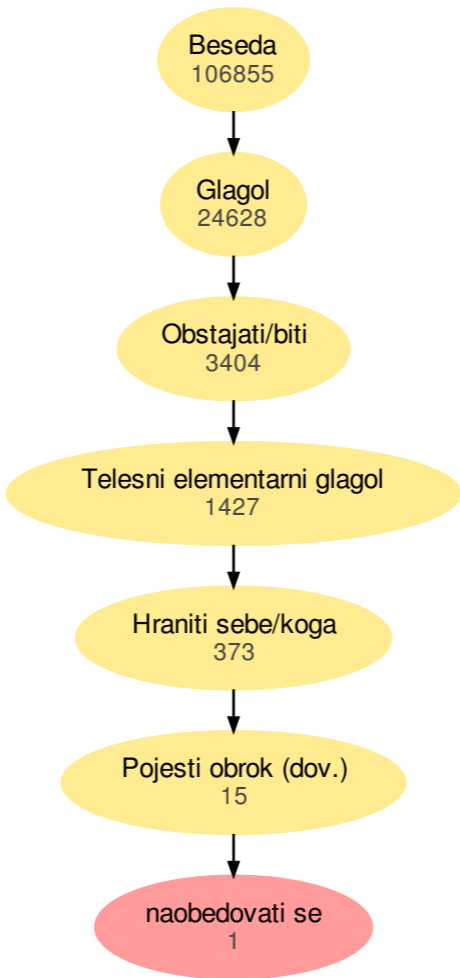 Beseda
106855
Glagol
24628
Obstajati/biti
3404
Telesni elementarni glagol
1427
Hraniti sebe/koga
373
Pojesti obrok (dov.)
15
naobedovati se
1